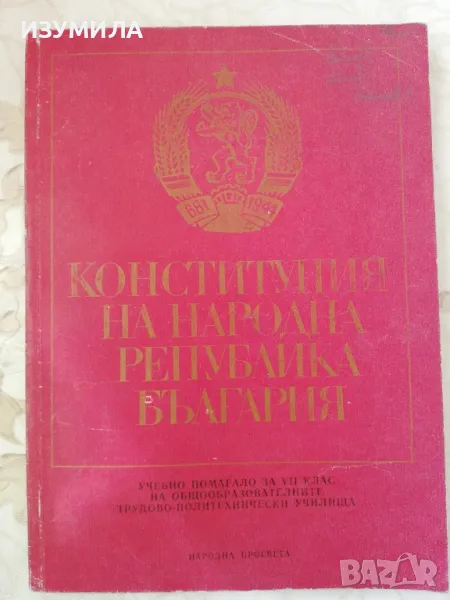 ИЗУМИЛА
681 1944
КОНСТИТУЦИЯ
НА НАРОДНА
РЕПУБЛИКА
БЪЛГАРИЯ
УЧЕБНО ПОМАГАЛО ЗА VII КЛАС
НА ОБЩООБРАЗОВАТЕЛНИТЕ
ТРУДОВО-ПОЛИТЕХНИЧЕСКИ УЧИЛИЩА
НАРОДНА ПРОСВЕТА
BAZAR